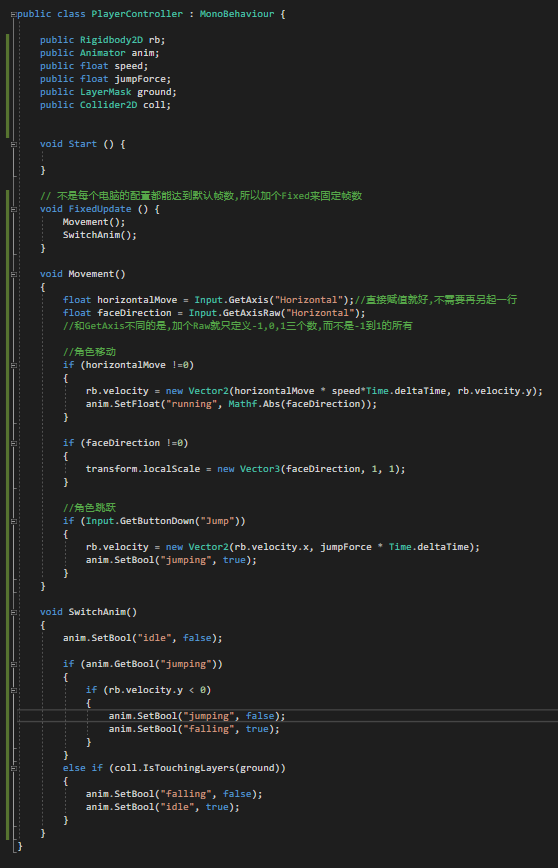 public class PlayerController : MonoBehaviour {
public Rigidbody2D rb;
public Animator anim;
public float speed;
public float jumpForce;
public LayerMask ground;
public Collider2D coll;
void Start () {
}
// 不是每个电脑的配置都能达到默认帧数,所以加个Fixed来固定帧数
void FixedUpdate () {
Movement();
SwitchAnim();
}
void Movement()
{
float horizontalMove = Input.GetAxis("Horizontal");//直接赋值就好,不需要再另起一行
float faceDirection = Input.GetAxisRaw("Horizontal");
//和GetAxis不同的是,加个Raw就只定义-1,0,1三个数,而不是-1到1的所有
//角色移动
if (horizontalMove !=0)
{
rb.velocity = new Vector2(horizontalMove * speed*Time.deltaTime, rb.velocity.y);
anim.SetFloat("running", Mathf.Abs(faceDirection));
}
if (faceDirection !=0)
{
transform.localScale = new Vector3(faceDirection, 1, 1);
}
//角色跳跃
if (Input.GetButtonDown("Jump"))
{
rb.velocity = new Vector2(rb.velocity.x, jumpForce * Time.deltaTime);
anim.SetBool("jumping", true);
}
}
void SwitchAnim()
{
anim.SetBool("idle", false);
if (anim.GetBool("jumping"))
{
if (rb.velocity.y < 0)
{
anim.SetBool("jumping", false);
anim.SetBool("falling", true);
}
}
else if (coll.IsTouchingLayers(ground))
{
anim.SetBool("falling", false);
anim.SetBool("idle", true);
}
}
}